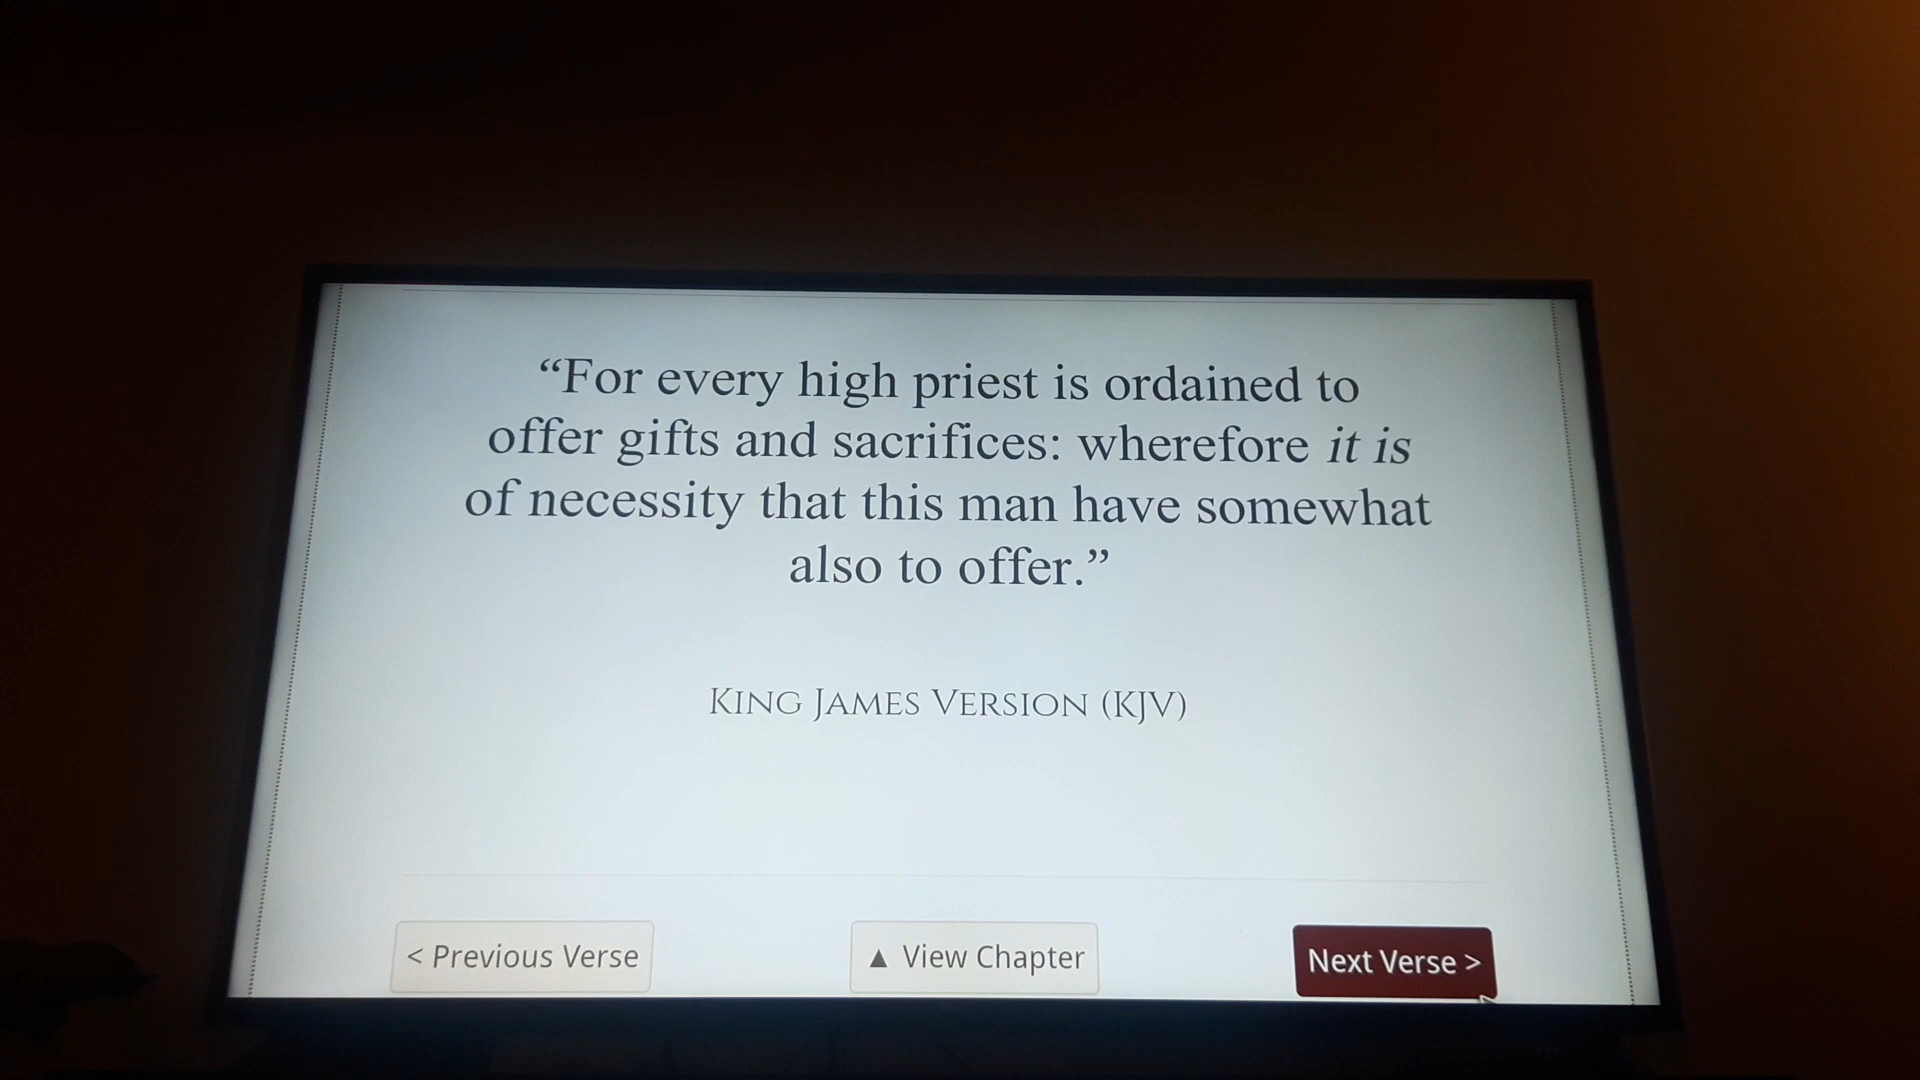 “For every high priest is ordained to
offer gifts and sacrifices: wherefore it is
of necessity that this man have somewhat
also to offer.”
King James Version (KJV)
< Previous Verse
▲ View Chapter
Next Verse >